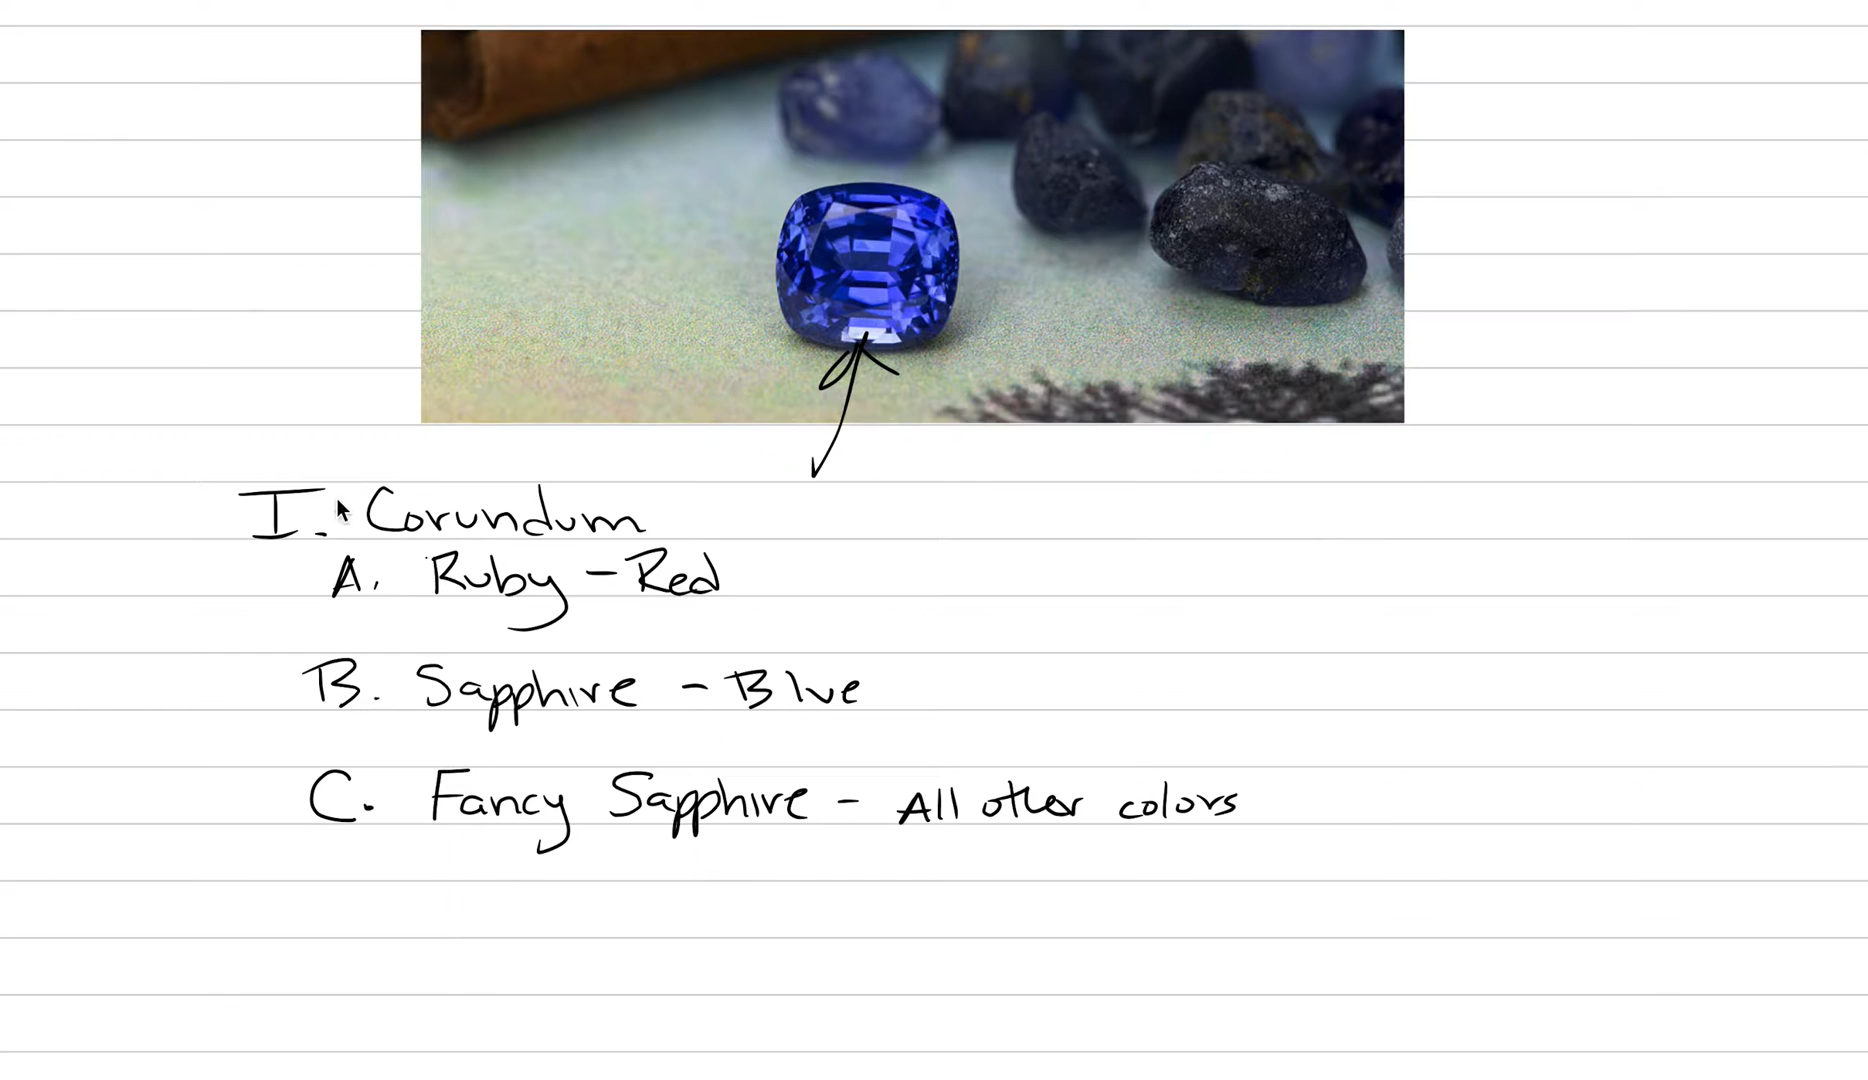 I. Corundum
A. Ruby - Red
B. Sapphire - Blue
C. Fancy Sapphire - All other colors